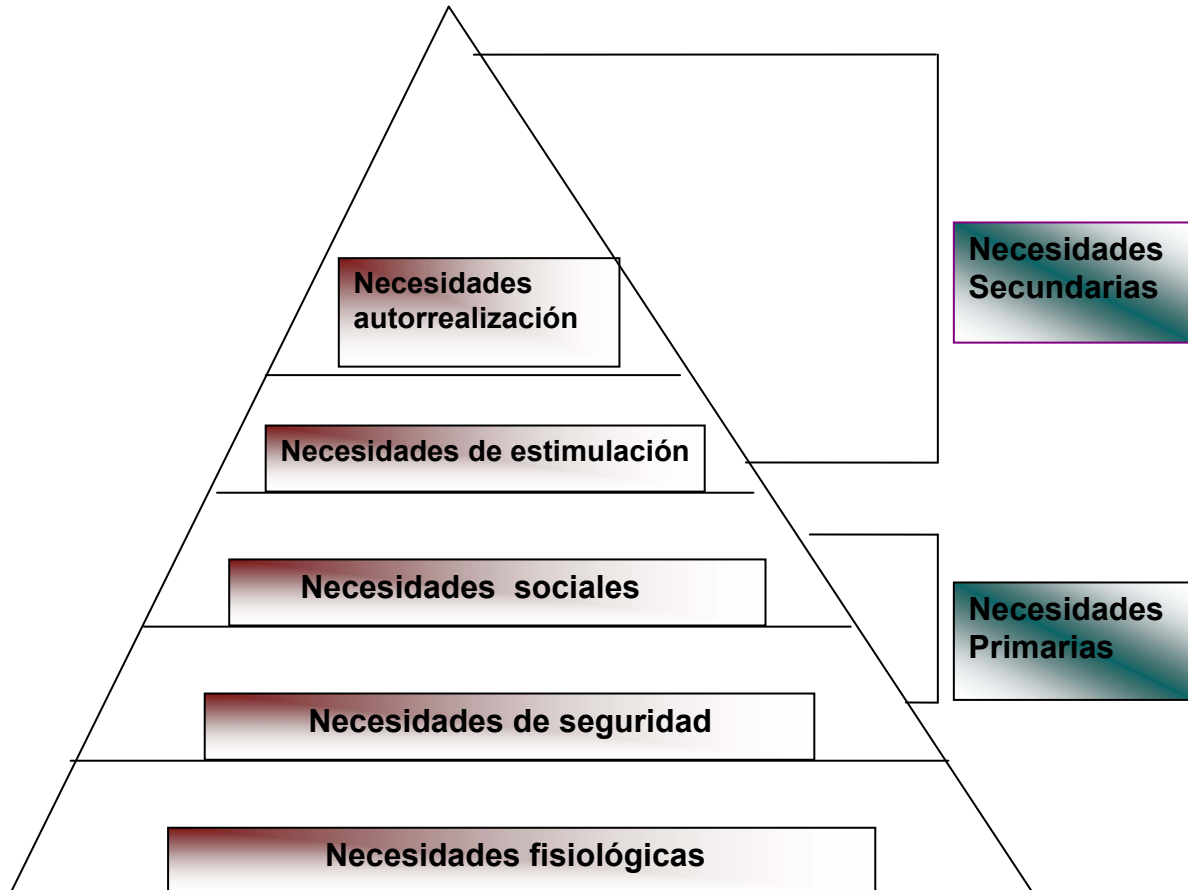 Necesidades
Secundarias
Necesidades
autorrealización
Necesidades de estimulación
Necesidades sociales
Necesidades
Primarias
Necesidades de seguridad
Necesidades fisiológicas